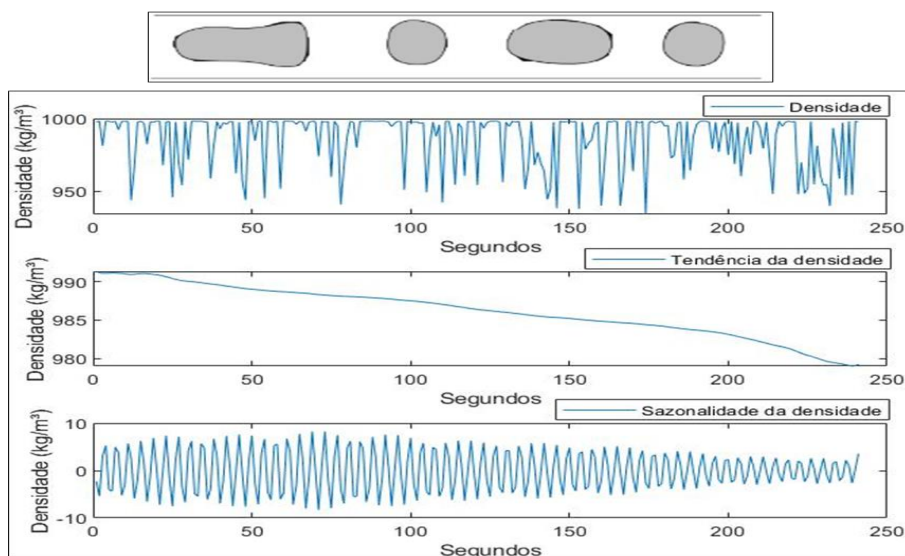 Densidade (kg/m³)
1000
950
Densidade
0 50 100 150 200 250
Segundos
Densidade (kg/m³)
990
985
980
Tendência da densidade
0 50 100 150 200 250
Segundos
Densidade (kg/m³)
10
0
-10
Sazonalidade da densidade
0 50 100 150 200 250
Segundos